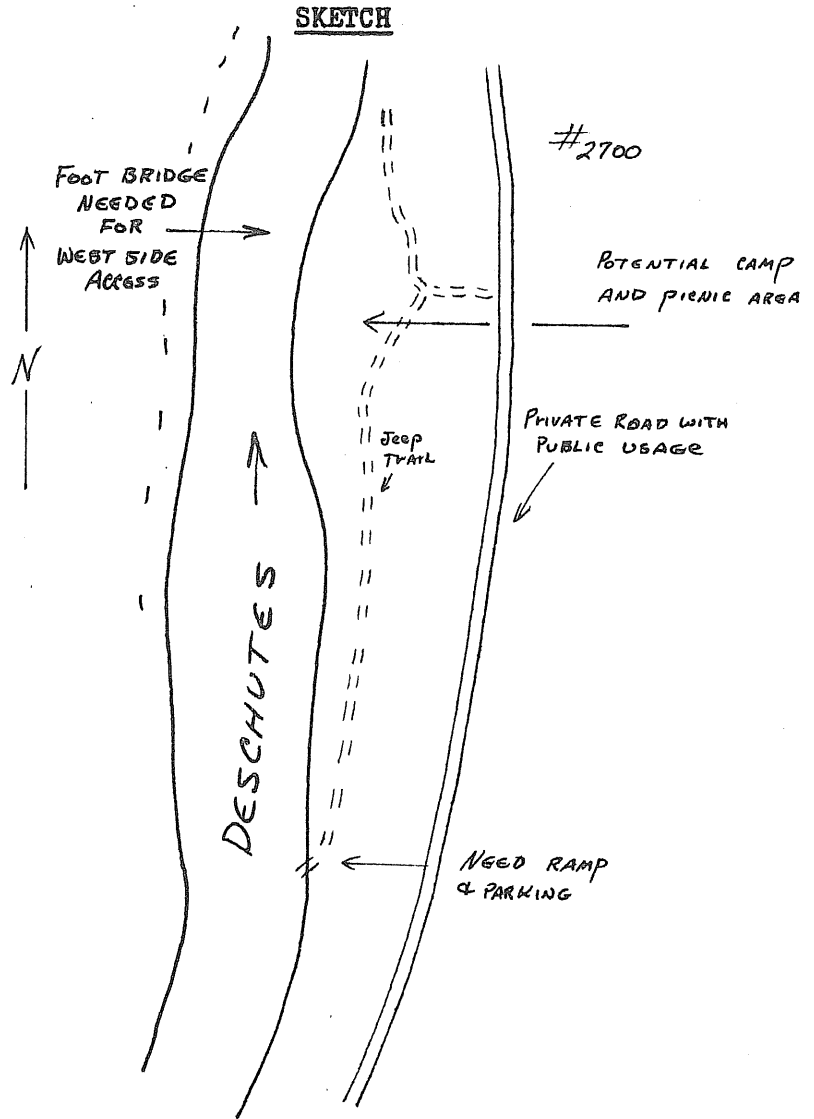 SKETCH
#2700
FOOT BRIDGE
NEEDED
FOR
WEST SIDE
ACCESS
POTENTIAL CAMP
AND PICNIC AREA
N
PRIVATE ROAD WITH
PUBLIC USAGE
Jeep
TRAIL
DESCHUTES
NEED RAMP
& PARKING